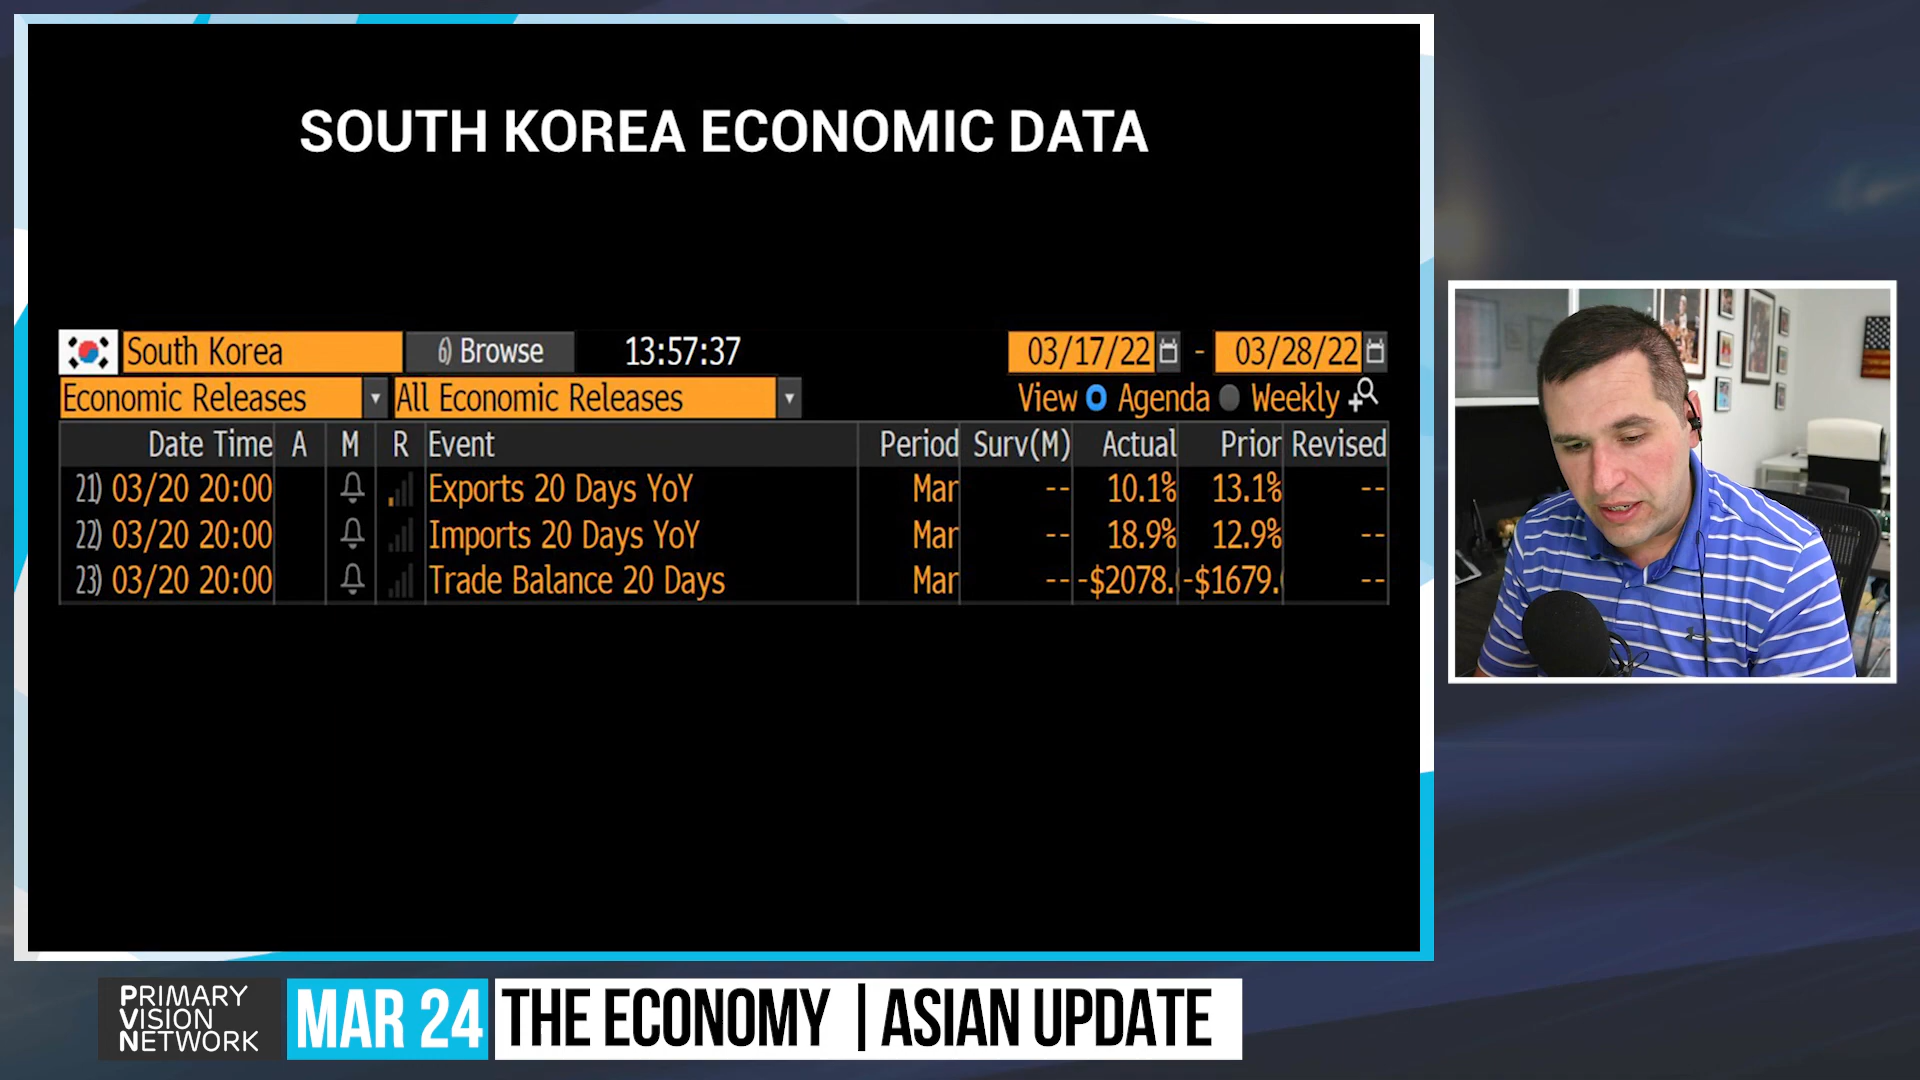 SOUTH KOREA ECONOMIC DATA
South Korea 6) Browse 13:57:37 03/17/22 - 03/28/22
Economic Releases All Economic Releases View Agenda Weekly
Date Time A M R Event Period Surv(M) Actual Prior Revised
21) 03/20 20:00 Exports 20 Days YoY Mar -- 10.1% 13.1% --
22) 03/20 20:00 Imports 20 Days YoY Mar -- 18.9% 12.9% --
23) 03/20 20:00 Trade Balance 20 Days Mar -- -$2078. -$1679. --
PRIMARY
VISION
NETWORK
MAR 24 THE ECONOMY | ASIAN UPDATE